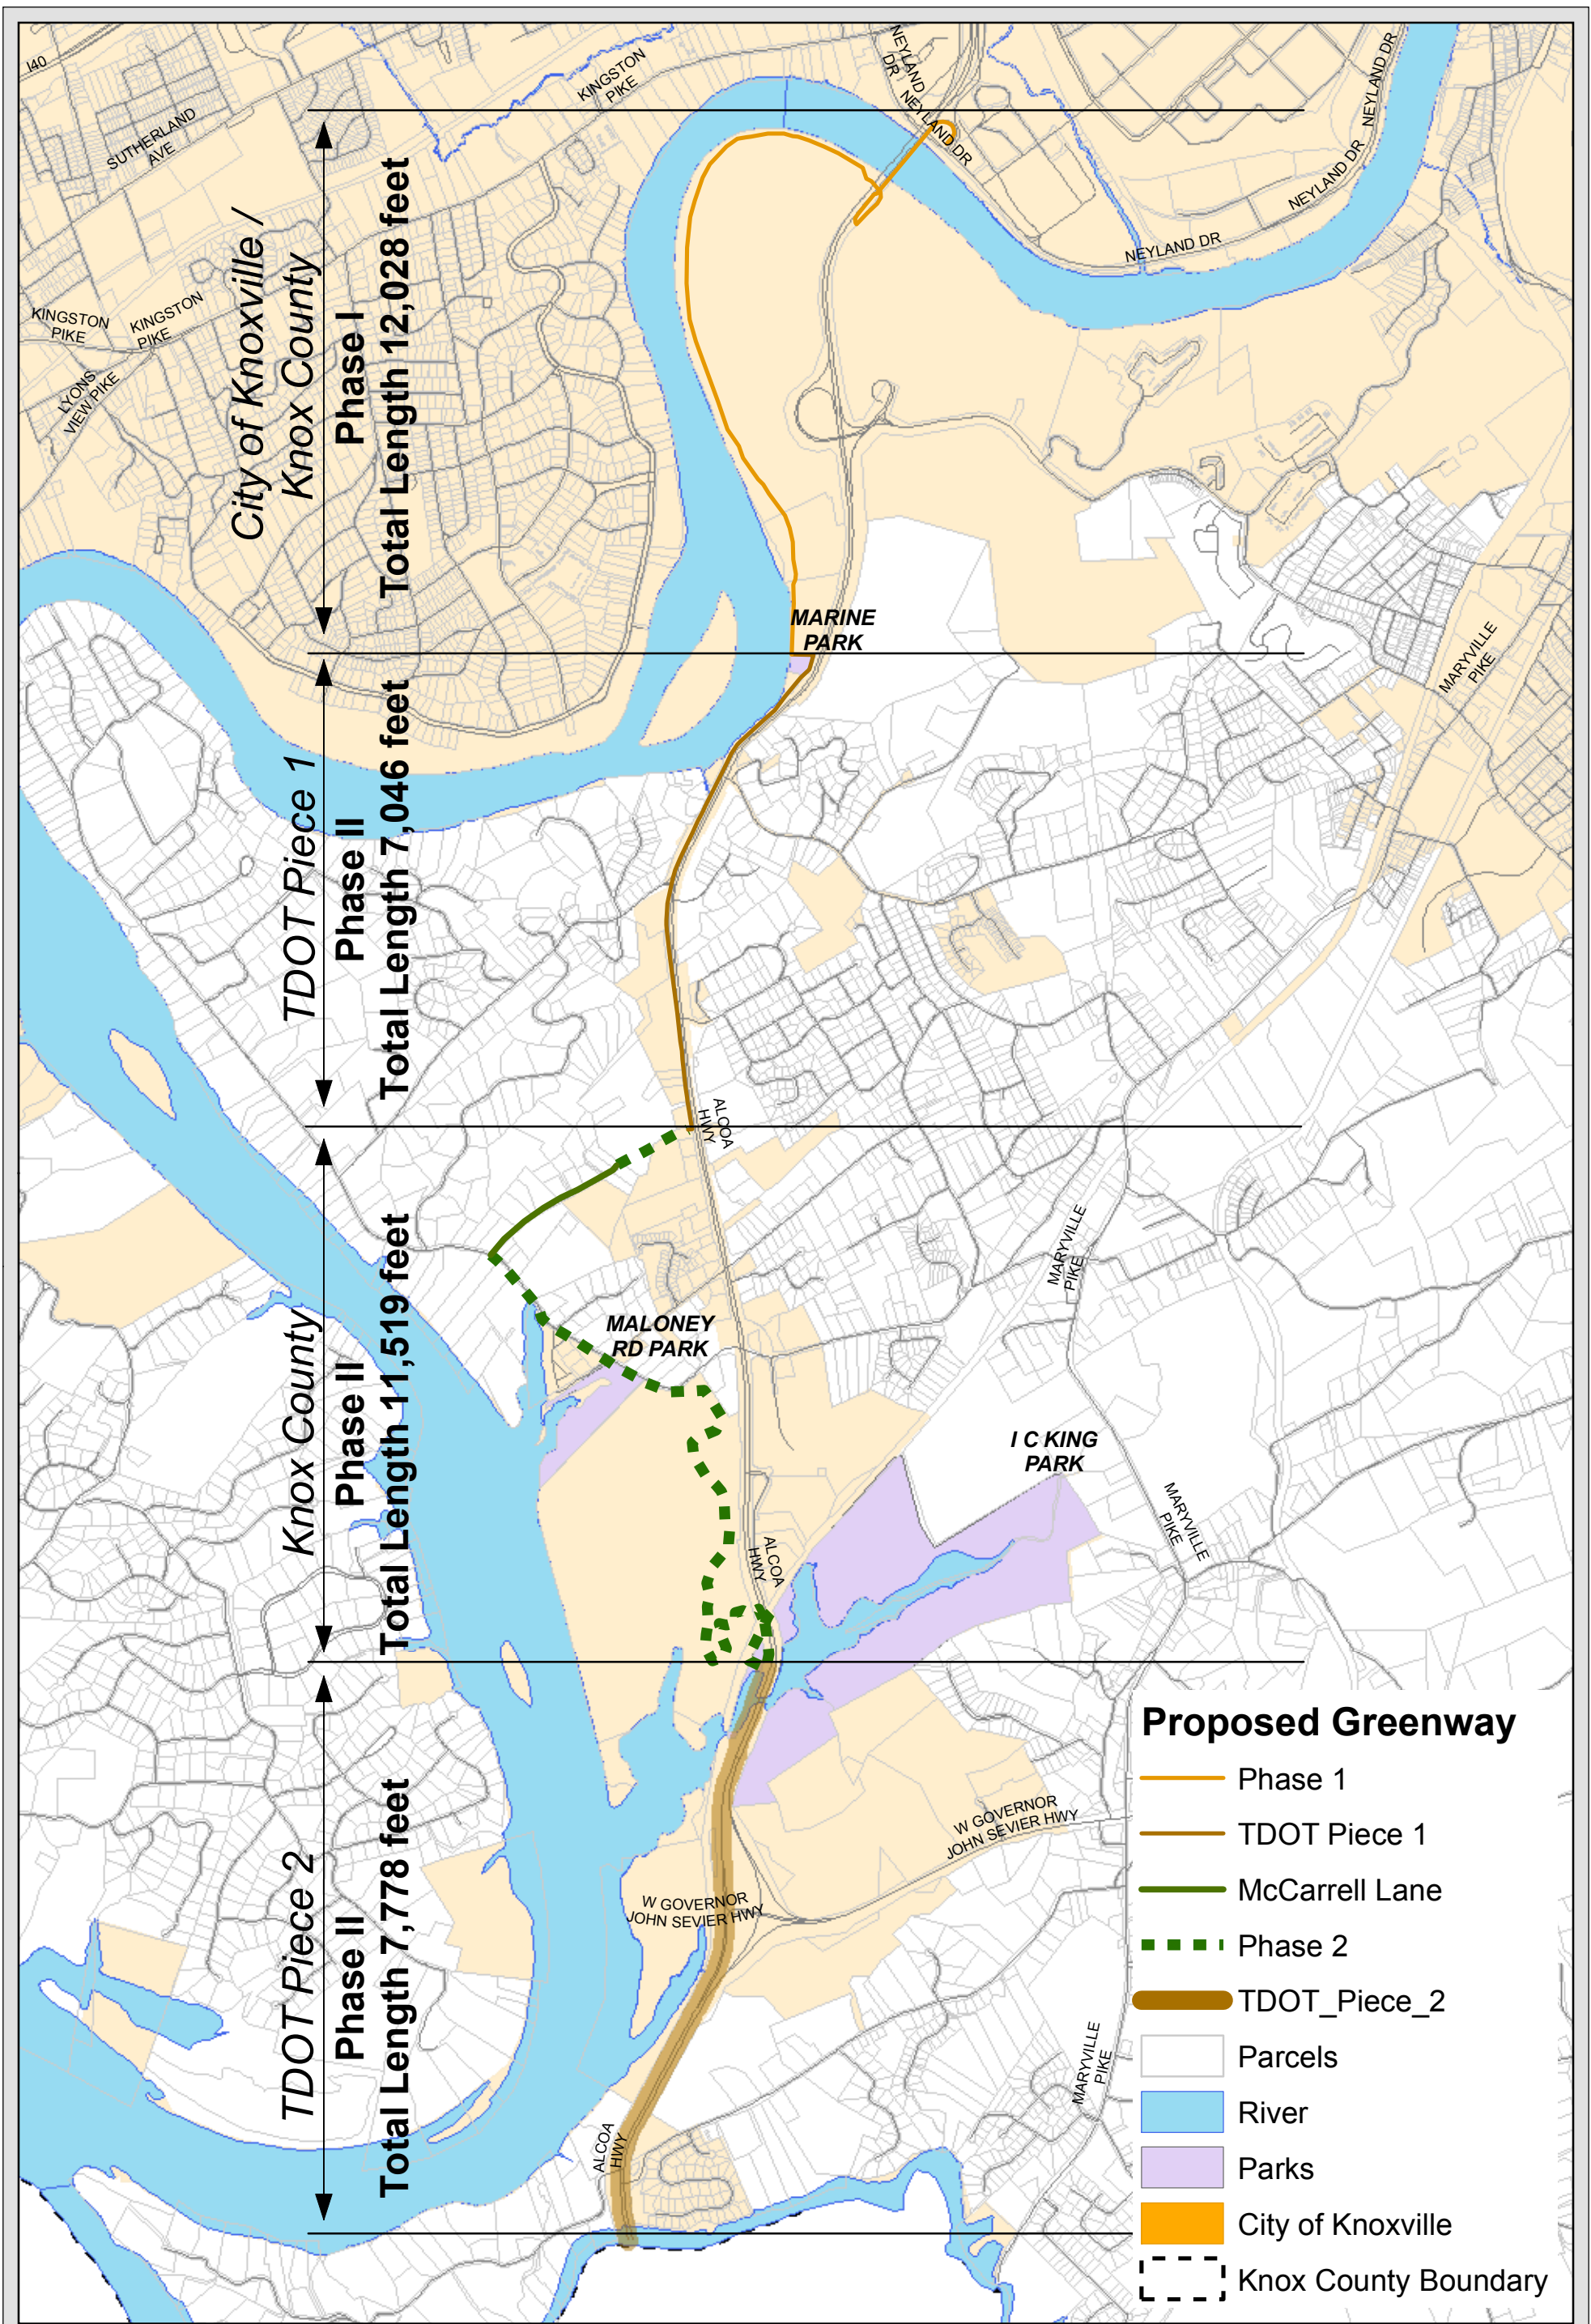 I40
SUTHERLAND
AVE
KINGSTON
PIKE
NEYLAND
DR
NEYLAND DR
NEYLAND DR
NEYLAND DR
NEYLAND DR
KINGSTON
PIKE
KINGSTON
PIKE
LYONS
VIEW PIKE
City of Knoxville /
Knox County
Phase I
Total Length 12,028 feet
MARINE
PARK
MARYVILLE
PIKE
TDOT Piece 1
Phase II
Total Length 7,046 feet
ALCOA
HWY
Knox County
Phase II
Total Length 11,519 feet
MARYVILLE
PIKE
MALONEY
RD PARK
I C KING
PARK
MARYVILLE
PIKE
ALCOA
HWY
TDOT Piece 2
Phase II
Total Length 7,778 feet
W GOVERNOR
JOHN SEVIER HWY
W GOVERNOR
JOHN SEVIER HWY
MARYVILLE
PIKE
ALCOA
HWY
Proposed Greenway
Phase 1
TDOT Piece 1
McCarrell Lane
Phase 2
TDOT_Piece_2
Parcels
River
Parks
City of Knoxville
Knox County Boundary